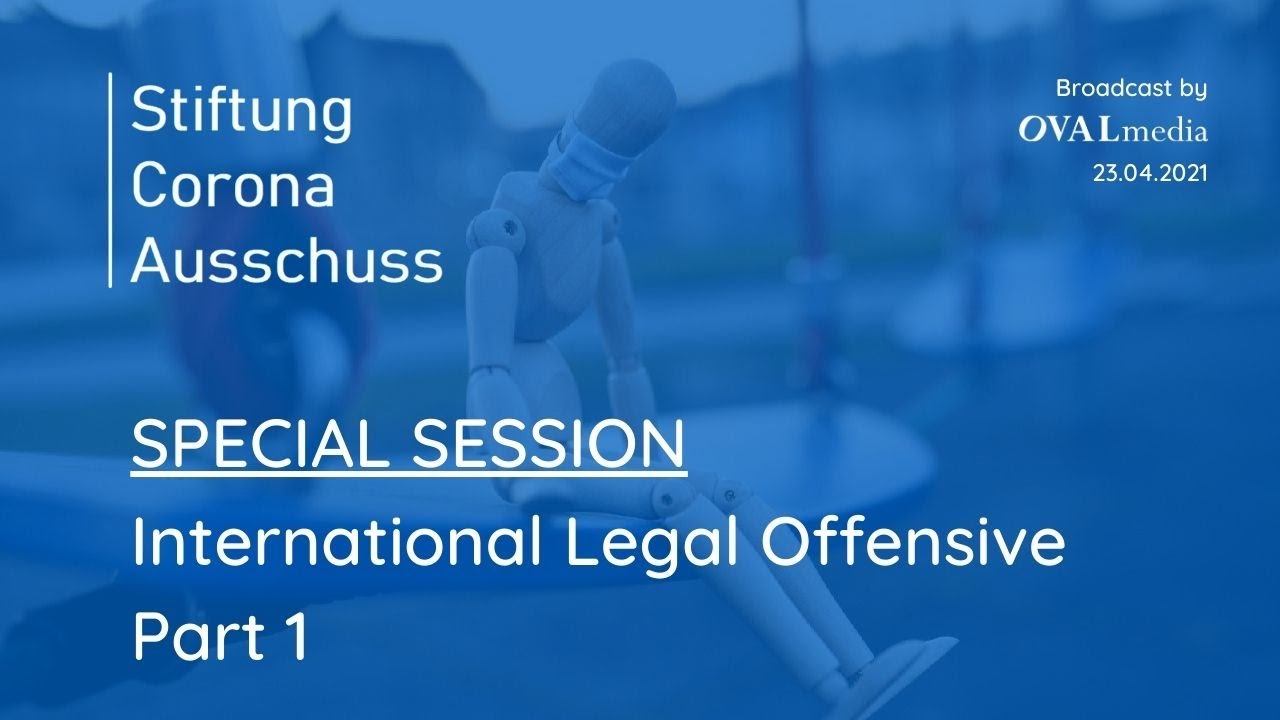 Stiftung
Corona
Ausschuss
Broadcast by
OVALmedia
23.04.2021
SPECIAL SESSION
International Legal Offensive
Part 1